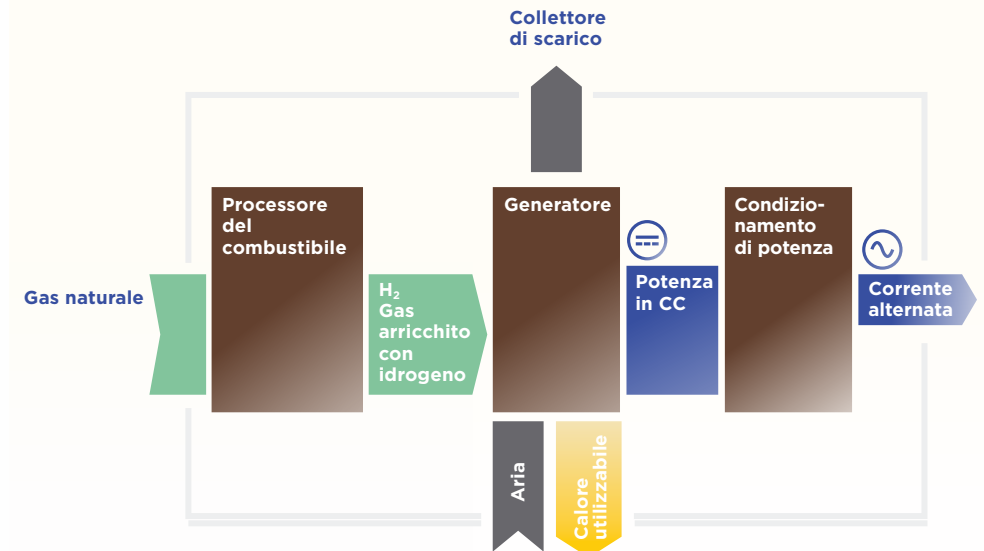 Collettore
di scarico
Processore
del
combustibile
Generatore
Condizio-
namento
di potenza
Gas naturale
H₂
Gas
arricchito
con
idrogeno
Potenza
in CC
Corrente
alternata
Aria
Calore
utilizzabile